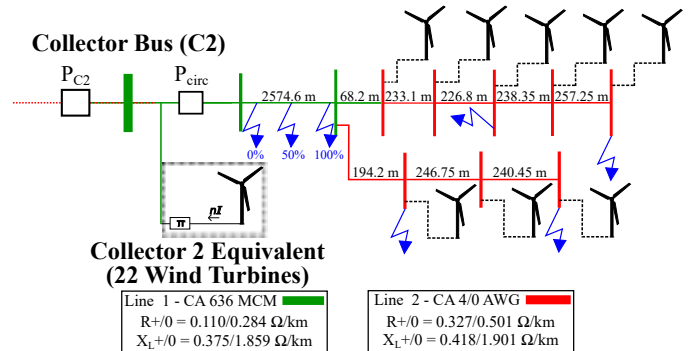 Collector Bus (C2)
P_C2
P_circ
2574.6 m
68.2 m
233.1 m
226.8 m
238.35 m
257.25 m
0%
50%
100%
194.2 m
246.75 m
240.45 m
π
nI
Collector 2 Equivalent
(22 Wind Turbines)
Line 1 - CA 636 MCM
R+/0 = 0.110/0.284 Ω/km
X_L+/0 = 0.375/1.859 Ω/km
Line 2 - CA 4/0 AWG
R+/0 = 0.327/0.501 Ω/km
X_L+/0 = 0.418/1.901 Ω/km